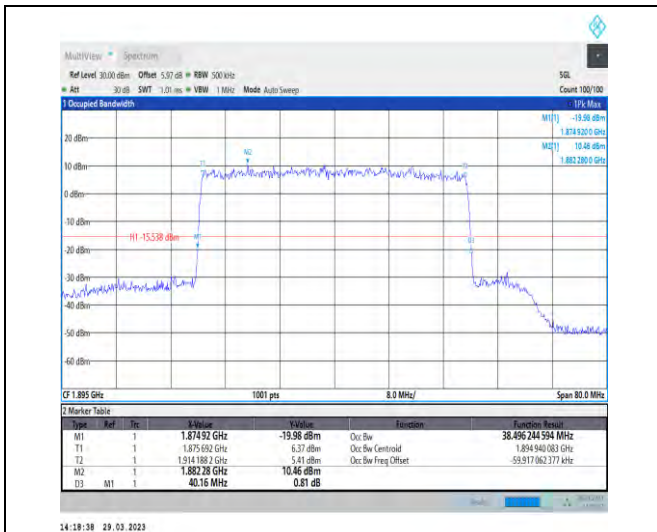 MultiView Spectrum
Ref Level 30.00 dBm Offset 5.97 dB RBW 500 kHz SGL
Att 30 dB SWT 1.01 ms VBW 1 MHz Mode Auto Sweep Count 100/100
1 Occupied Bandwidth 1Pk Max
M1[1] -19.98 dBm
1.874 920 0 GHz
M2[1] 10.46 dBm
1.882 280 0 GHz
20 dBm
M2
T1
10 dBm
0 dBm
-10 dBm
H1 -15.538 dBm
M1
D3
-20 dBm
-30 dBm
-40 dBm
-50 dBm
-60 dBm
CF 1.895 GHz 1001 pts 8.0 MHz/ Span 80.0 MHz
2 Marker Table
Type Ref Trc X-Value Y-Value Function Function Result
M1 1 1.874 92 GHz -19.98 dBm Occ Bw 38.496 244 594 MHz
T1 1 1.875 692 GHz 6.37 dBm Occ Bw Centroid 1.894 940 083 GHz
T2 1 1.914 188 2 GHz 5.41 dBm Occ Bw Freq Offset -59.917 062 377 kHz
M2 1 1.882 28 GHz 10.46 dBm
D3 M1 1 40.16 MHz 0.81 dB
Ready
14:18:38 29.03.2023